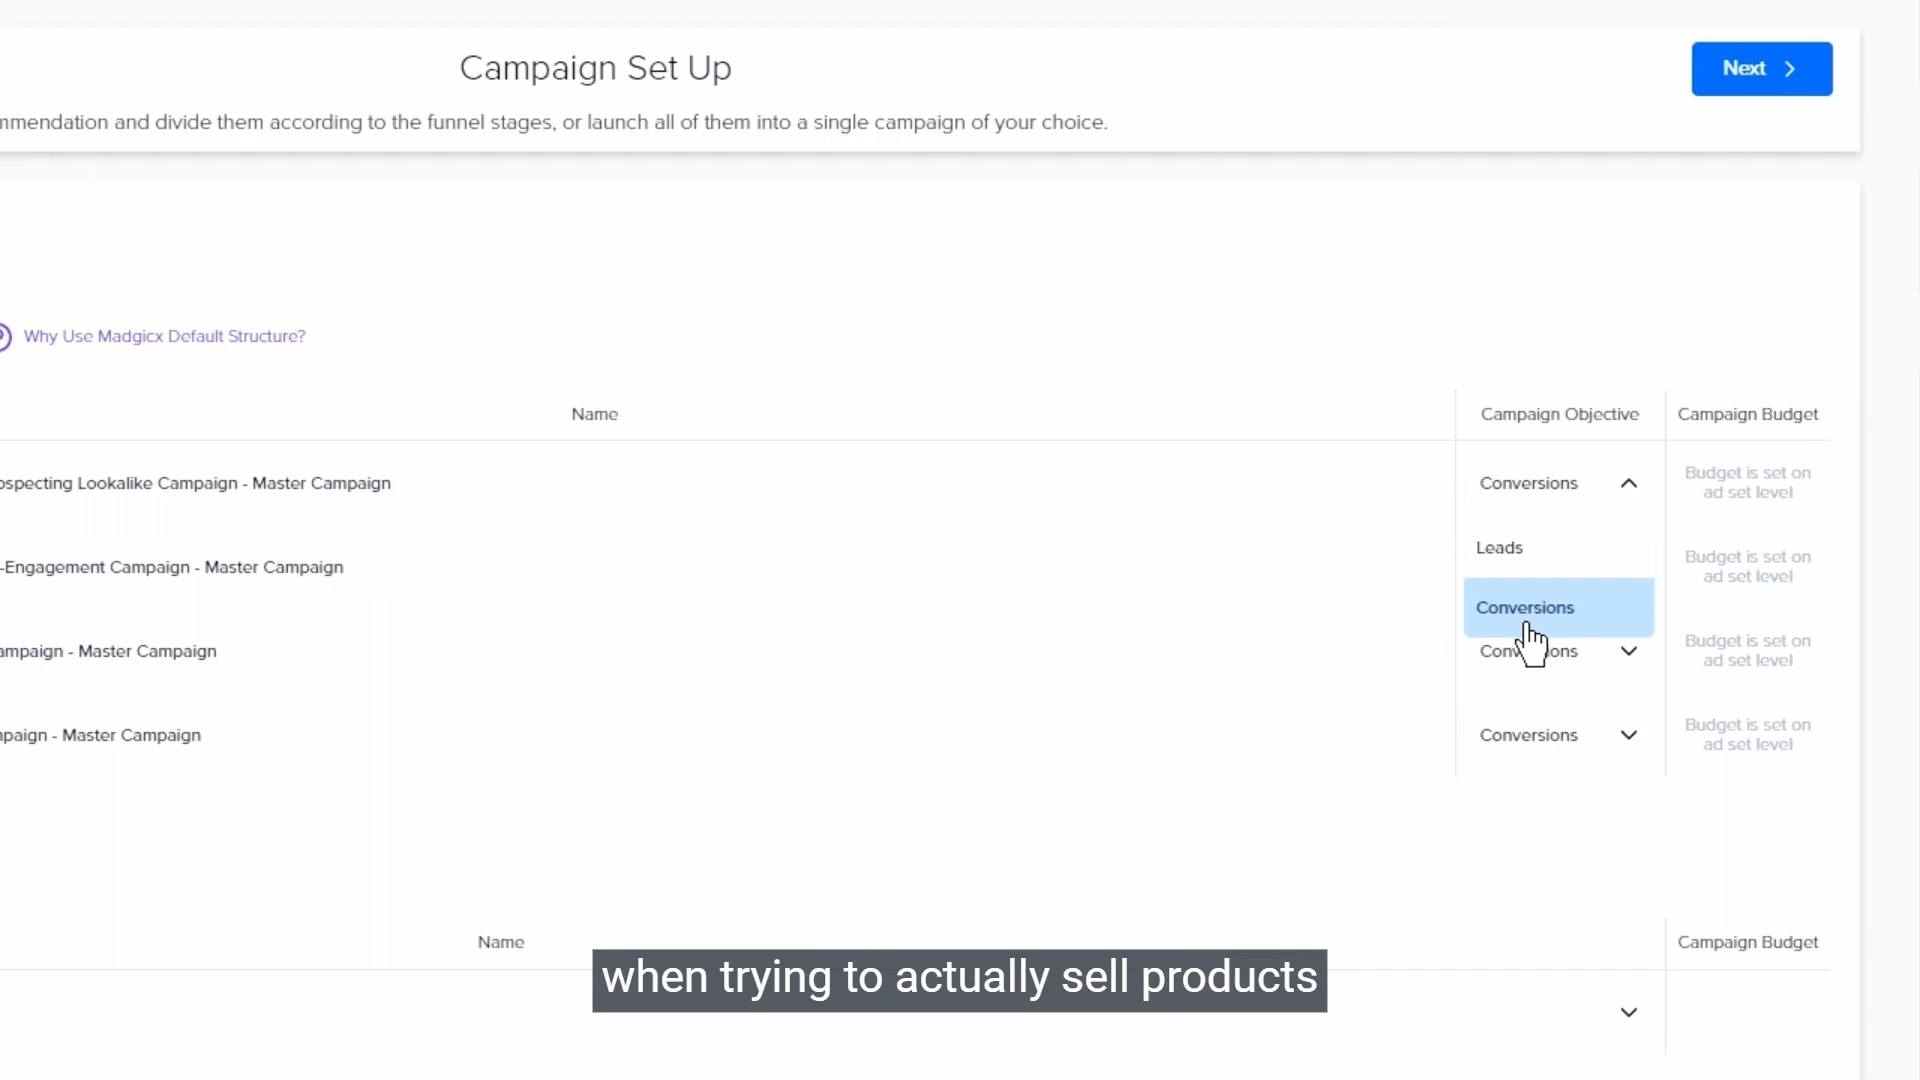 Campaign Set Up
Next
mmendation and divide them according to the funnel stages, or launch all of them into a single campaign of your choice.
Why Use Madgicx Default Structure?
Name
Campaign Objective
Campaign Budget
ospecting Lookalike Campaign - Master Campaign
Conversions
Budget is set on
ad set level
Leads
-Engagement Campaign - Master Campaign
Budget is set on
ad set level
Conversions
ampaign - Master Campaign
Budget is set on
ad set level
mpaign - Master Campaign
Conversions
Budget is set on
ad set level
Name
Campaign Budget
when trying to actually sell products